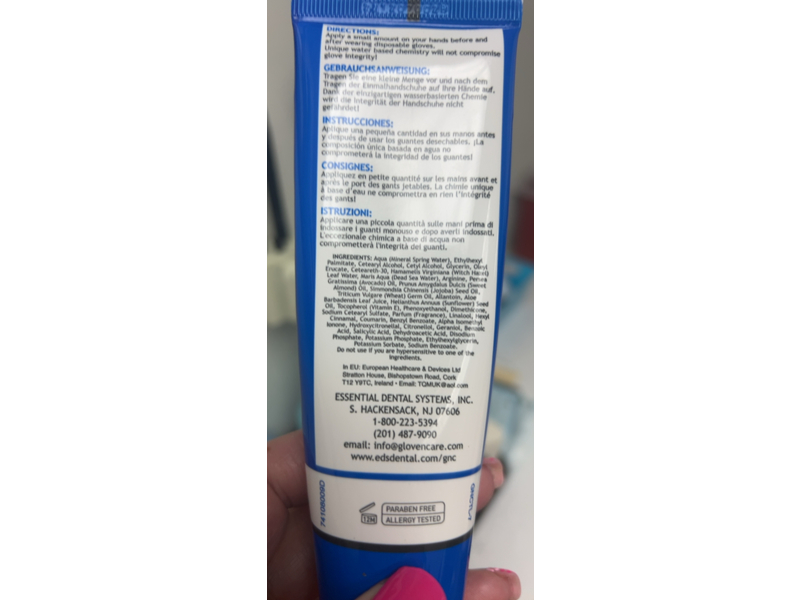 DIRECTIONS:
Apply a small amount on your hands before and
after wearing disposable gloves.
Unique water based chemistry will not compromise
glove integrity!
GEBRAUCHSANWEISUNG:
Tragen Sie eine kleine Menge vor und nach dem
Tragen der Einmalhandschuhe auf Ihre Hände auf.
Dank der einzigartigen wasserbasierten Chemie
wird die Integrität der Handschuhe nicht
gefährdet!
INSTRUCCIONES:
Aplique una pequeña cantidad en sus manos antes
y después de usar los guantes desechables. ¡La
composición única basada en agua no
comprometerá la integridad de los guantes!
CONSIGNES:
Appliquez en petite quantité sur les mains avant et
après le port des gants jetables. La chimie unique
à base d'eau ne compromettra en rien l'intégrité
des gants!
ISTRUZIONI:
Applicare una piccola quantità sulle mani prima di
indossare i guanti monouso e dopo averli indossati.
L'eccezionale chimica a base di acqua non
comprometterà l'integrità dei guanti.
INGREDIENTS: Aqua (Mineral Spring Water), Ethylhexyl
Palmitate, Cetearyl Alcohol, Cetyl Alcohol, Glycerin, Oleyl
Erucate, Ceteareth-30, Hamamelis Virginiana (Witch Hazel)
Leaf Water, Maris Aqua (Dead Sea Water), Arginine, Persea
Gratissima (Avocado) Oil, Prunus Amygdalus Dulcis (Sweet
Almond) Oil, Simmondsia Chinensis (Jojoba) Seed Oil,
Triticum Vulgare (Wheat) Germ Oil, Allantoin, Aloe
Barbadensis Leaf Juice, Helianthus Annuus (Sunflower) Seed
Oil, Tocopherol (Vitamin E), Phenoxyethanol, Dimethicone,
Sodium Cetearyl Sulfate, Parfum (Fragrance), Linalool, Hexyl
Cinnamal, Coumarin, Benzyl Benzoate, Alpha Isomethyl
Ionone, Hydroxycitronellal, Citronellol, Geraniol, Benzoic
Acid, Salicylic Acid, Dehydroacetic Acid, Disodium
Phosphate, Potassium Phosphate, Ethylhexylglycerin,
Potassium Sorbate, Sodium Benzoate.
Do not use if you are hypersensitive to one of the
ingredients.
In EU: European Healthcare & Devices Ltd
Stratton House, Bishopstown Road, Cork
T12 Y9TC, Ireland • Email: TQMUK@aol.com
ESSENTIAL DENTAL SYSTEMS, INC.
S. HACKENSACK, NJ 07606
1-800-223-5394
(201) 487-9090
email: info@glovencare.com
www.edsdental.com/gnc
74108009O
12M
PARABEN FREE
ALLERGY TESTED